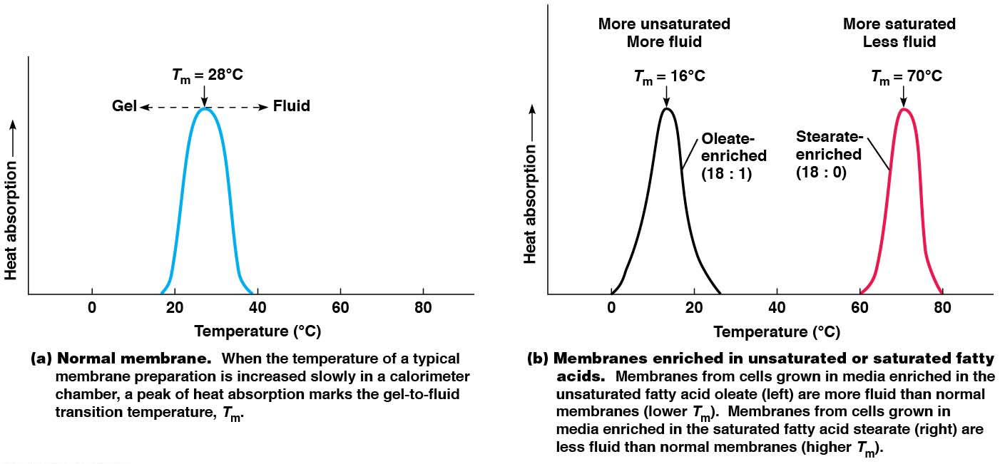 Tm = 28°C
Gel
Fluid
Heat absorption
0
20
40
60
80
Temperature (°C)
(a) Normal membrane. When the temperature of a typical
membrane preparation is increased slowly in a calorimeter
chamber, a peak of heat absorption marks the gel-to-fluid
transition temperature, Tm.
More unsaturated
More fluid
More saturated
Less fluid
Tm = 16°C
Tm = 70°C
Oleate-
enriched
(18 : 1)
Stearate-
enriched
(18 : 0)
Heat absorption
0
20
40
60
80
Temperature (°C)
(b) Membranes enriched in unsaturated or saturated fatty
acids. Membranes from cells grown in media enriched in the
unsaturated fatty acid oleate (left) are more fluid than normal
membranes (lower Tm). Membranes from cells grown in
media enriched in the saturated fatty acid stearate (right) are
less fluid than normal membranes (higher Tm).